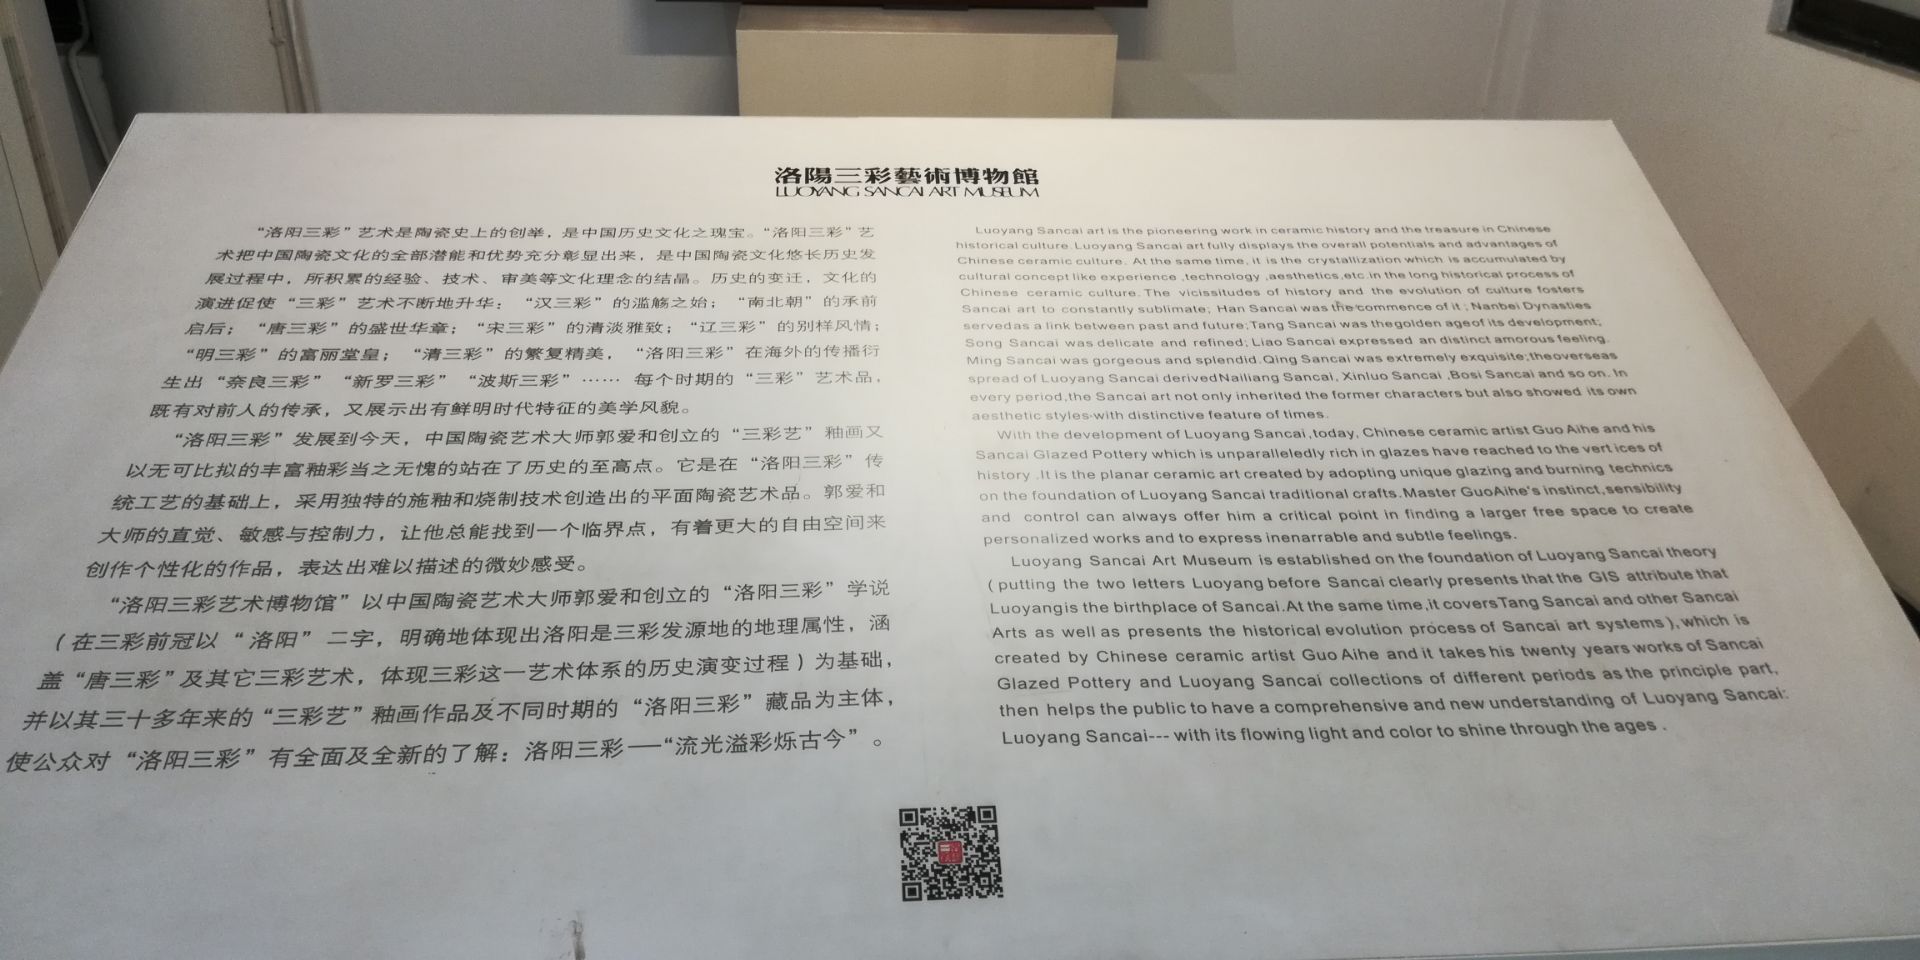 洛陽三彩藝術博物館
LUOYANG SANCAI ART MUSEUM
“洛阳三彩”艺术是陶瓷史上的创举，是中国历史文化之瑰宝。“洛阳三彩”艺
术把中国陶瓷文化的全部潜能和优势充分彰显出来，是中国陶瓷文化悠长历史发
展过程中，所积累的经验、技术、审美等文化理念的结晶。历史的变迁，文化的
演进促使“三彩”艺术不断地升华：“汉三彩”的滥觞之始；“南北朝”的承前
启后；“唐三彩”的盛世华章；“宋三彩”的清淡雅致；“辽三彩”的别样风情；
“明三彩”的富丽堂皇；“清三彩”的繁复精美，“洛阳三彩”在海外的传播衍
生出“奈良三彩”“新罗三彩”“波斯三彩”…… 每个时期的“三彩”艺术品，
既有对前人的传承，又展示出有鲜明时代特征的美学风貌。
“洛阳三彩”发展到今天，中国陶瓷艺术大师郭爱和创立的“三彩艺”釉画又
以无可比拟的丰富釉彩当之无愧的站在了历史的至高点。它是在“洛阳三彩”传
统工艺的基础上，采用独特的施釉和烧制技术创造出的平面陶瓷艺术品。郭爱和
大师的直觉、敏感与控制力，让他总能找到一个临界点，有着更大的自由空间来
创作个性化的作品，表达出难以描述的微妙感受。
“洛阳三彩艺术博物馆”以中国陶瓷艺术大师郭爱和创立的“洛阳三彩”学说
（在三彩前冠以“洛阳”二字，明确地体现出洛阳是三彩发源地的地理属性，涵
盖“唐三彩”及其它三彩艺术，体现三彩这一艺术体系的历史演变过程）为基础，
并以其三十多年来的“三彩艺”釉画作品及不同时期的“洛阳三彩”藏品为主体，
使公众对“洛阳三彩”有全面及全新的了解：洛阳三彩——“流光溢彩烁古今”。
Luoyang Sancai art is the pioneering work in ceramic history and the treasure in Chinese
historical culture.Luoyang Sancai art fully displays the overall potentials and advantages of
Chinese ceramic culture. At the same time, it is the crystallization which is accumulated by
cultural concept like experience ,technology ,aesthetics,etc.in the long historical process of
Chinese ceramic culture. The vicissitudes of history and the evolution of culture fosters
Sancai art to constantly sublimate; Han Sancai was the commence of it ; Nanbei Dynasties
servedas a link between past and future;Tang Sancai was thegolden ageof its development;
Song Sancai was delicate and refined; Liao Sancai expressed an distinct amorous feeling.
Ming Sancai was gorgeous and splendid.Qing Sancai was extremely exquisite;theoverseas
spread of Luoyang Sancai derivedNailiang Sancai, Xinluo Sancai ,Bosi Sancai and so on. In
every period,the Sancai art not only inherited the former characters but also showed its own
aesthetic styles-with distinctive feature of times.
With the development of Luoyang Sancai,today, Chinese ceramic artist Guo Aihe and his
Sancai Glazed Pottery which is unparalleledly rich in glazes have reached to the vert ices of
history .It is the planar ceramic art created by adopting unique glazing and burning technics
on the foundation of Luoyang Sancai traditional crafts.Master GuoAihe's instinct,sensibility
and control can always offer him a critical point in finding a larger free space to create
personalized works and to express inenarrable and subtle feelings.
Luoyang Sancai Art Museum is established on the foundation of Luoyang Sancai theory
(putting the two letters Luoyang before Sancai clearly presents that the GIS attribute that
Luoyangis the birthplace of Sancai.At the same time,it coversTang Sancai and other Sancai
Arts as well as presents the historical evolution process of Sancai art systems),which is
created by Chinese ceramic artist Guo Aihe and it takes his twenty years works of Sancai
Glazed Pottery and Luoyang Sancai collections of different periods as the principle part,
then helps the public to have a comprehensive and new understanding of Luoyang Sancai:
Luoyang Sancai--- with its flowing light and color to shine through the ages .